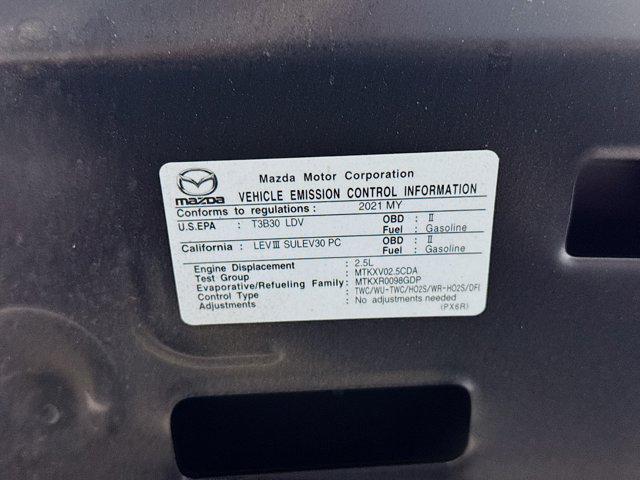 Mazda Motor Corporation
mazda
VEHICLE EMISSION CONTROL INFORMATION
Conforms to regulations : 2021 MY
U.S.EPA : T3B30 LDV OBD : II
Fuel : Gasoline
California : LEVIII SULEV30 PC OBD : II
Fuel : Gasoline
Engine Displacement : 2.5L
Test Group : MTKXV02.5CDA
Evaporative/Refueling Family : MTKXR0098GDP
Control Type : TWC/WU-TWC/HO2S/WR-HO2S/DFI
Adjustments : No adjustments needed
(PX6R)